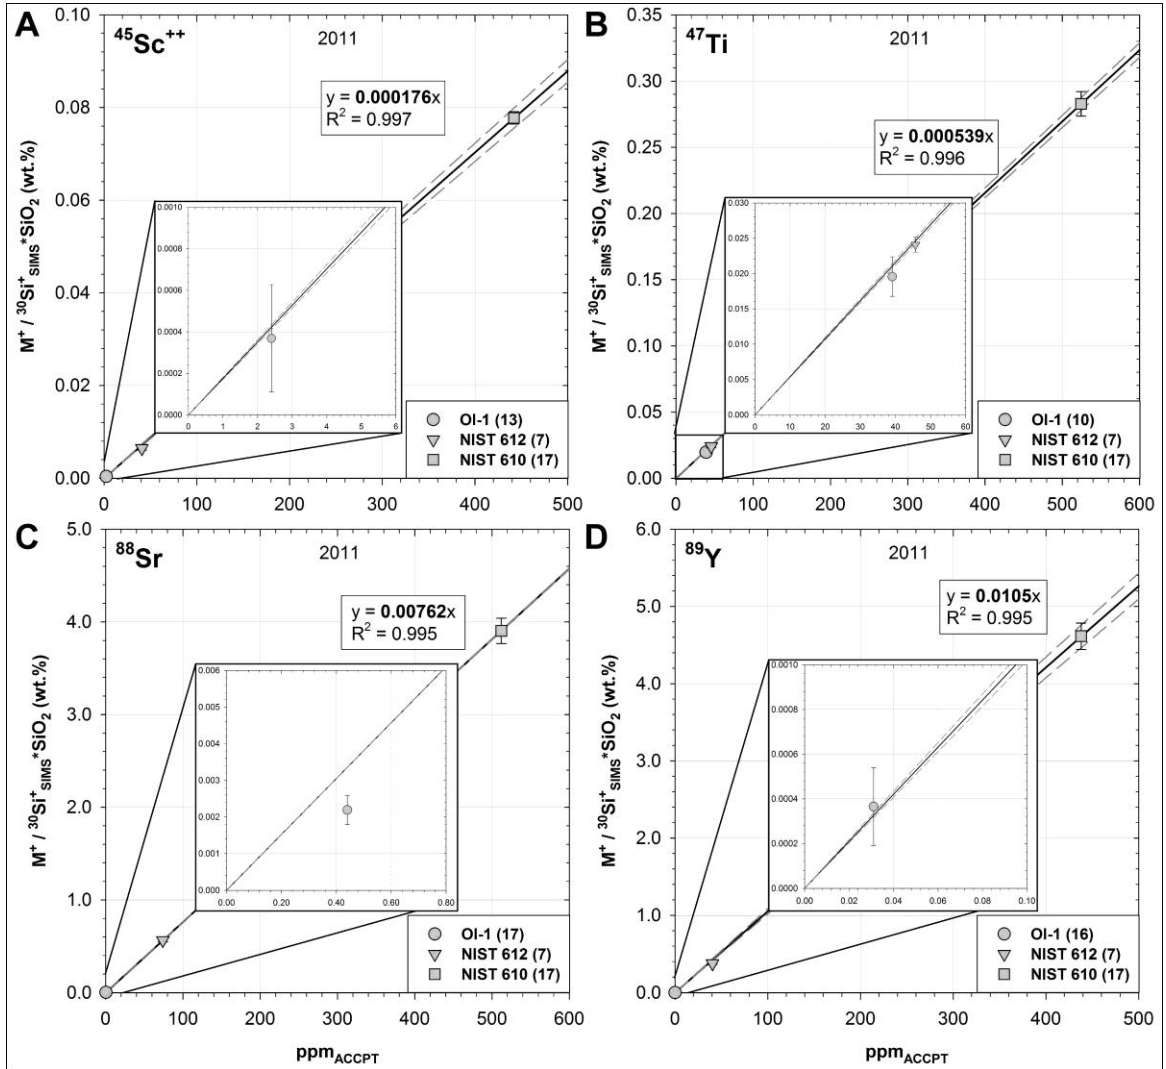 A
45Sc++
2011
y = 0.000176x
R2 = 0.997
M+ / 30Si+SIMS*SiO2 (wt.%)
0.10
0.08
0.06
0.04
0.02
0.00
0.0010
0.0008
0.0006
0.0004
0.0002
0.0000
0 1 2 3 4 5 6
OI-1 (13)
NIST 612 (7)
NIST 610 (17)
0 100 200 300 400 500
B
47Ti
2011
y = 0.000539x
R2 = 0.996
M+ / 30Si+SIMS*SiO2 (wt.%)
0.35
0.30
0.25
0.20
0.15
0.10
0.05
0.00
0.030
0.025
0.020
0.015
0.010
0.005
0.000
0 10 20 30 40 50 60
OI-1 (10)
NIST 612 (7)
NIST 610 (17)
0 100 200 300 400 500 600
C
88Sr
2011
y = 0.00762x
R2 = 0.995
M+ / 30Si+SIMS*SiO2 (wt.%)
5.0
4.0
3.0
2.0
1.0
0.0
0.006
0.005
0.004
0.003
0.002
0.001
0.000
0.00 0.20 0.40 0.60 0.80
OI-1 (17)
NIST 612 (7)
NIST 610 (17)
0 100 200 300 400 500 600
ppmACCPT
D
89Y
2011
y = 0.0105x
R2 = 0.995
M+ / 30Si+SIMS*SiO2 (wt.%)
6.0
5.0
4.0
3.0
2.0
1.0
0.0
0.0010
0.0008
0.0006
0.0004
0.0002
0.0000
0.00 0.02 0.04 0.06 0.08 0.10
OI-1 (16)
NIST 612 (7)
NIST 610 (17)
0 100 200 300 400 500
ppmACCPT